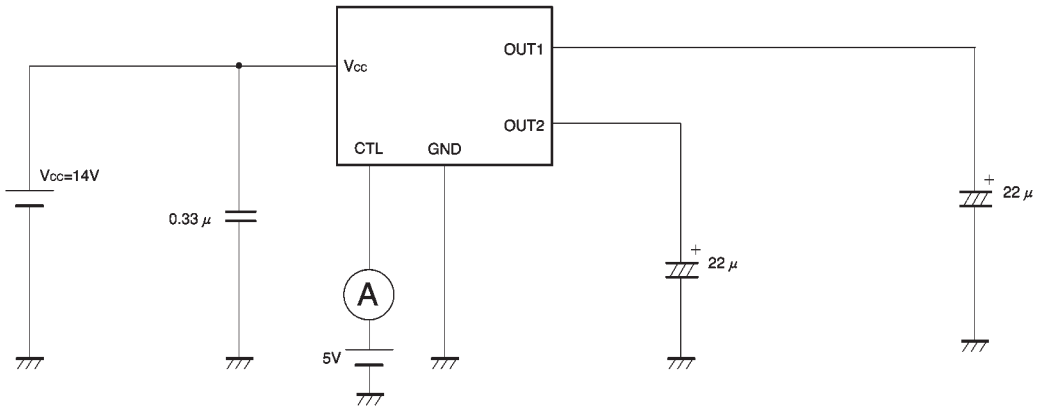 OUT1
Vcc
OUT2
CTL
GND
Vcc=14V
+
22 μ
0.33 μ
+
22 μ
A
5V